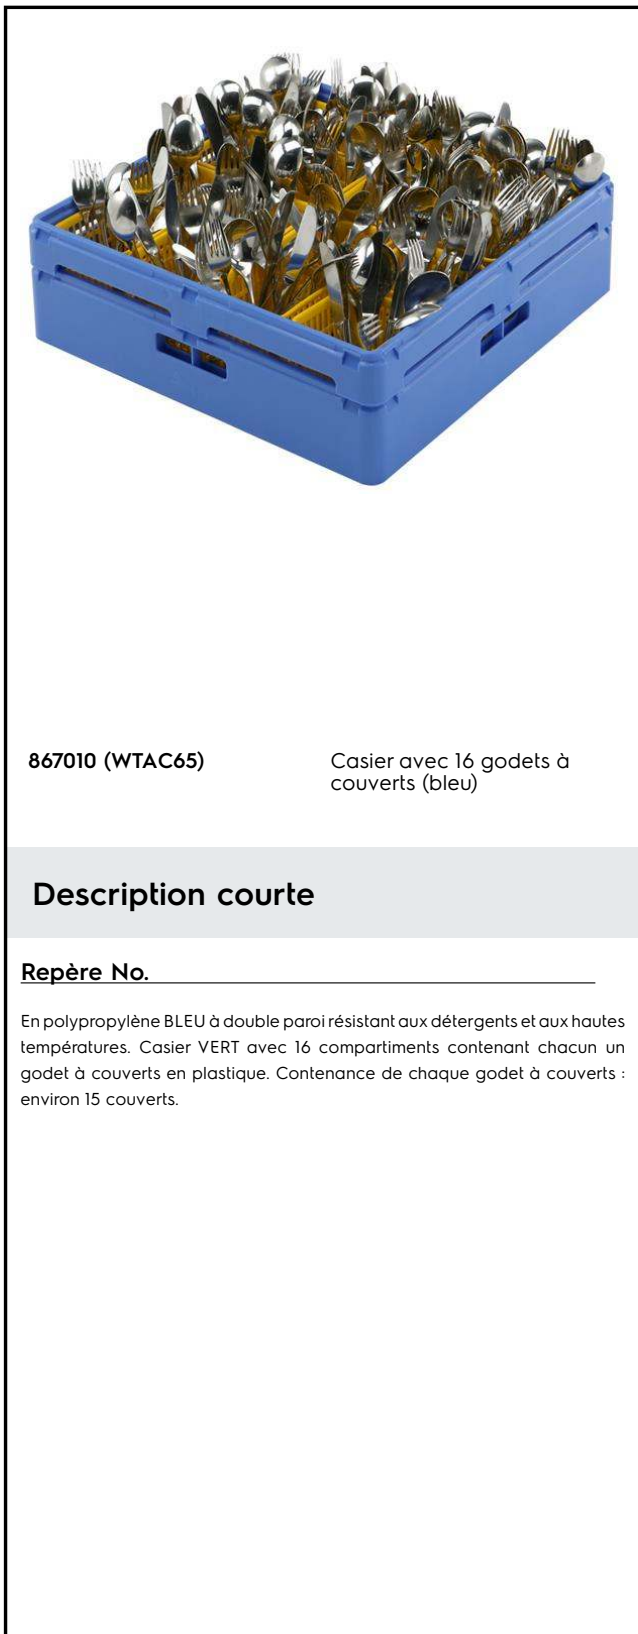 867010 (WTAC65)
Casier avec 16 godets à
couverts (bleu)
Description courte
Repère No.
En polypropylène BLEU à double paroi résistant aux détergents et aux hautes
températures. Casier VERT avec 16 compartiments contenant chacun un
godet à couverts en plastique. Contenance de chaque godet à couverts :
environ 15 couverts.